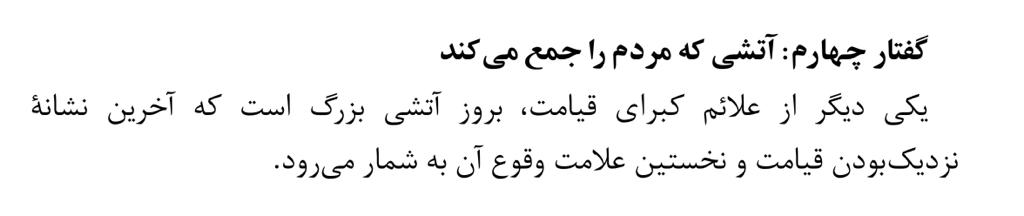 گفتار چهارم: آتشی که مردم را جمع می‌کند
یکی دیگر از علائم کبرای قیامت، بروز آتشی بزرگ است که آخرین نشانۀ
نزدیک‌بودن قیامت و نخستین علامت وقوع آن به شمار می‌رود.